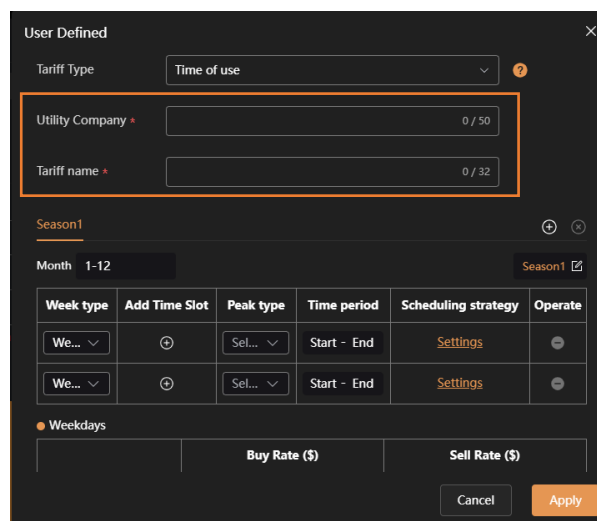 User Defined
Tariff Type Time of use ?
Utility Company * 0 / 50
Tariff name * 0 / 32
Season1
Month 1-12 Season1
Week type Add Time Slot Peak type Time period Scheduling strategy Operate
We... Sel... Start - End Settings
We... Sel... Start - End Settings
Weekdays
Buy Rate ($) Sell Rate ($)
Cancel Apply